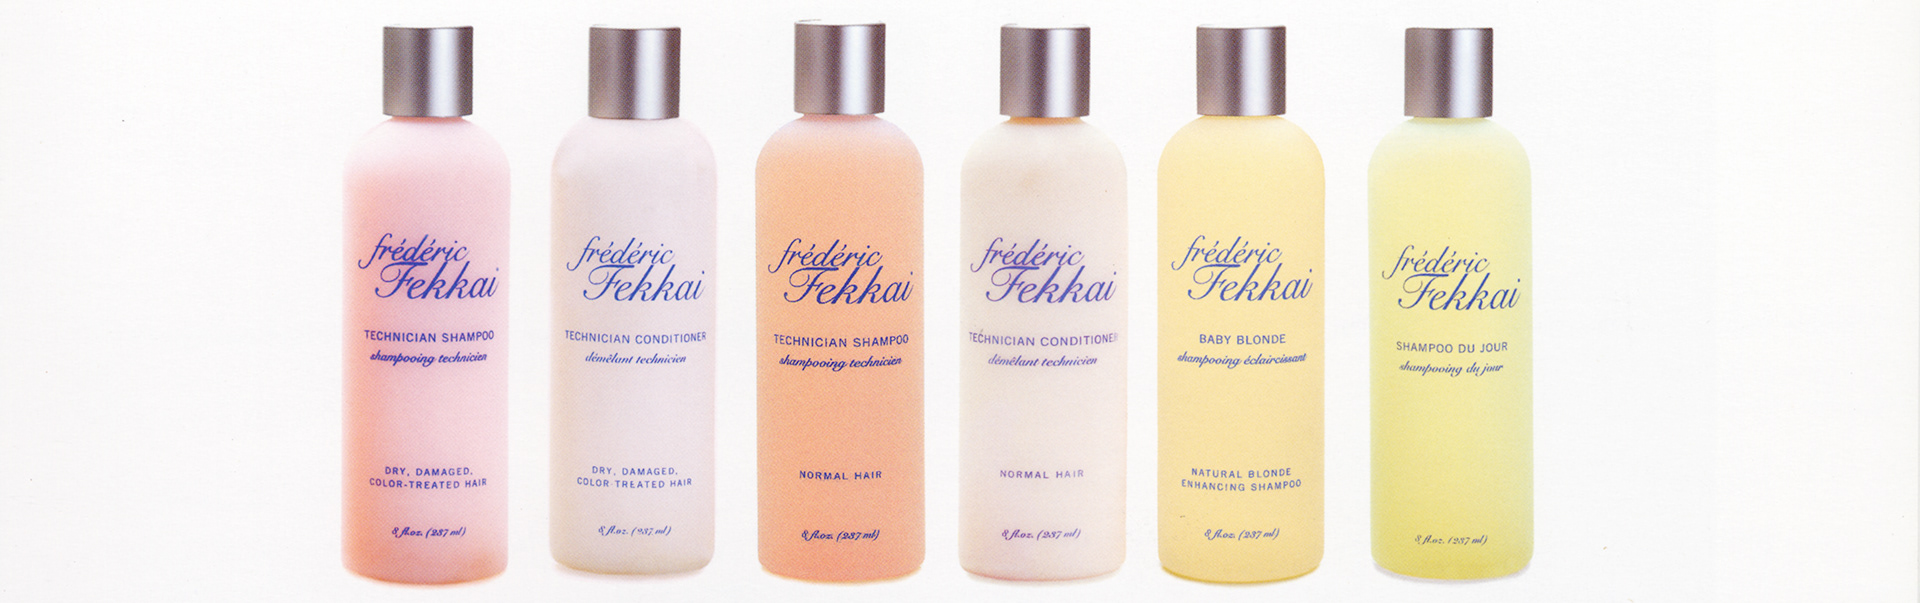 frédéric
Fekkai
TECHNICIAN SHAMPOO
shampooing technicien
DRY, DAMAGED,
COLOR-TREATED HAIR
8 fl.oz. (237 ml)
frédéric
Fekkai
TECHNICIAN CONDITIONER
démêlant technicien
DRY, DAMAGED,
COLOR-TREATED HAIR
8 fl.oz. (237 ml)
frédéric
Fekkai
TECHNICIAN SHAMPOO
shampooing technicien
NORMAL HAIR
8 fl.oz. (237 ml)
frédéric
Fekkai
TECHNICIAN CONDITIONER
démêlant technicien
NORMAL HAIR
8 fl.oz. (237 ml)
frédéric
Fekkai
BABY BLONDE
shampooing éclaircissant
NATURAL BLONDE
ENHANCING SHAMPOO
8 fl.oz. (237 ml)
frédéric
Fekkai
SHAMPOO DU JOUR
shampooing du jour
8 fl.oz. (237 ml)